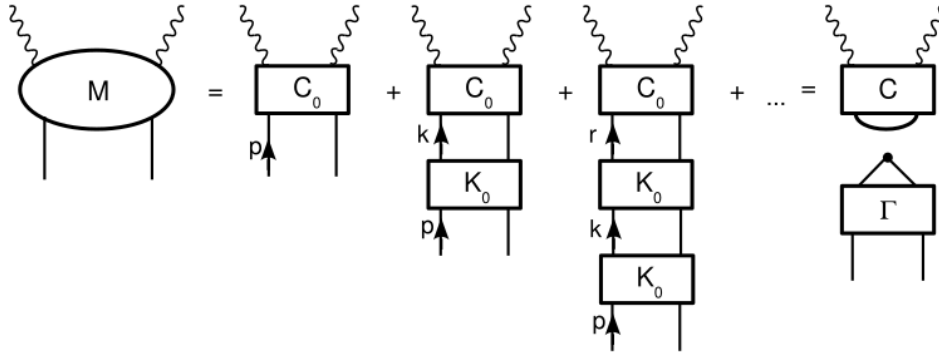 M = C₀ + C₀ + C₀ + ... = C
p k r
K₀ K₀ Γ
p k
K₀
p